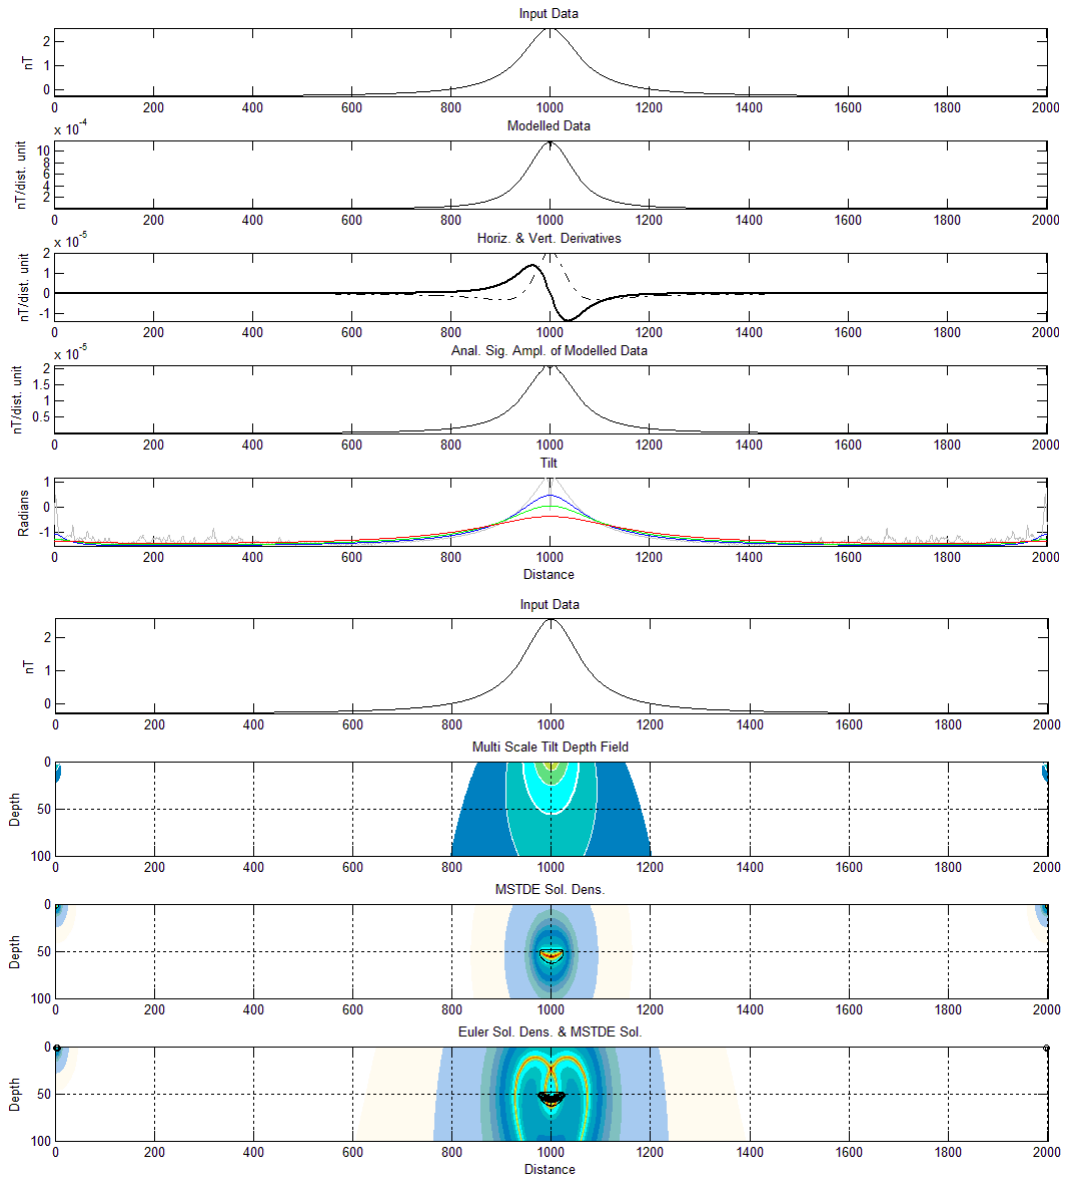 Input Data
nT
2
1
0
0 200 400 600 800 1000 1200 1400 1600 1800 2000
x 10^-4
Modelled Data
nT/dist. unit
10
8
6
4
2
0 200 400 600 800 1000 1200 1400 1600 1800 2000
x 10^-5
Horiz. & Vert. Derivatives
nT/dist. unit
2
1
0
-1
0 200 400 600 800 1000 1200 1400 1600 1800 2000
x 10^-5
Anal. Sig. Ampl. of Modelled Data
nT/dist. unit
2
1.5
1
0.5
0 200 400 600 800 1000 1200 1400 1600 1800 2000
Tilt
Radians
1
0
-1
0 200 400 600 800 1000 1200 1400 1600 1800 2000
Distance
Input Data
nT
2
1
0
0 200 400 600 800 1000 1200 1400 1600 1800 2000
Multi Scale Tilt Depth Field
Depth
0
50
100
0 200 400 600 800 1000 1200 1400 1600 1800 2000
MSTDE Sol. Dens.
Depth
0
50
100
0 200 400 600 800 1000 1200 1400 1600 1800 2000
Euler Sol. Dens. & MSTDE Sol.
Depth
0
50
100
0 200 400 600 800 1000 1200 1400 1600 1800 2000
Distance